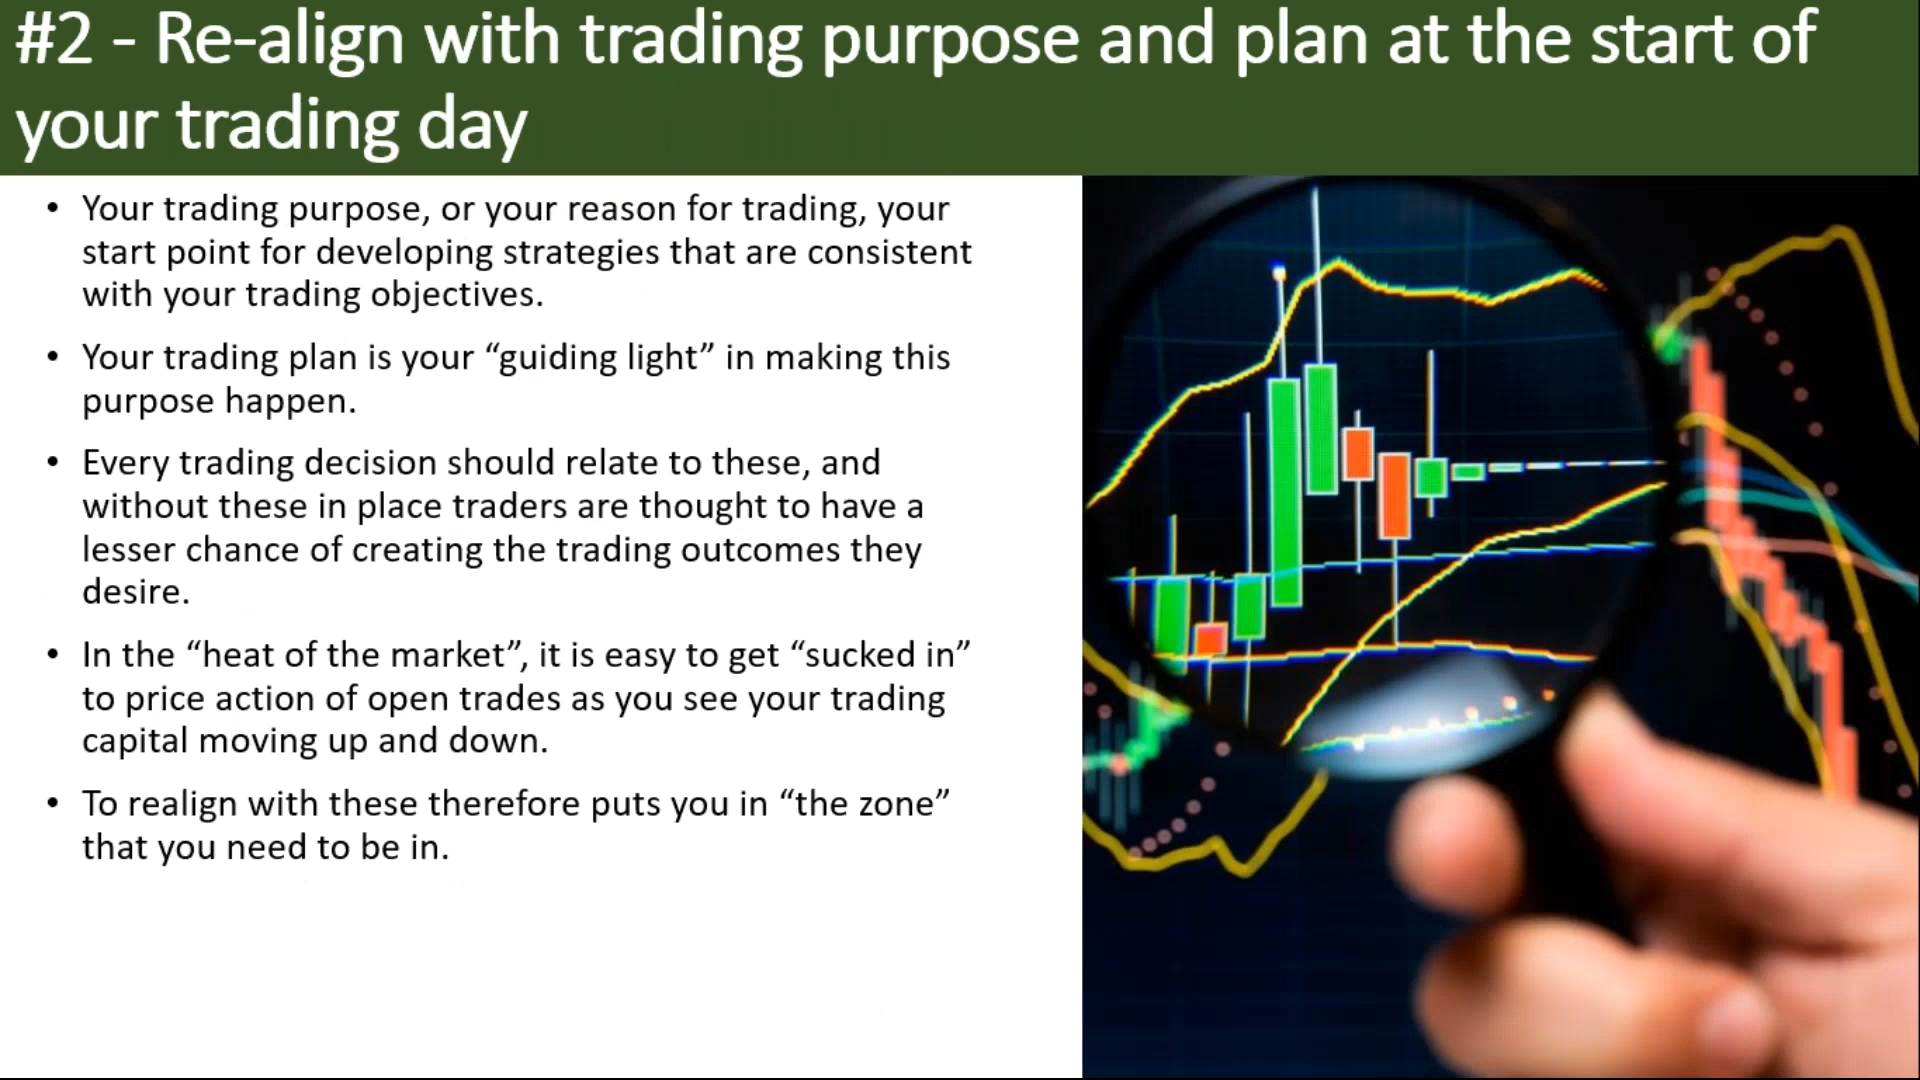 #2 - Re-align with trading purpose and plan at the start of
your trading day
• Your trading purpose, or your reason for trading, your
start point for developing strategies that are consistent
with your trading objectives.
• Your trading plan is your “guiding light” in making this
purpose happen.
• Every trading decision should relate to these, and
without these in place traders are thought to have a
lesser chance of creating the trading outcomes they
desire.
• In the “heat of the market”, it is easy to get “sucked in”
to price action of open trades as you see your trading
capital moving up and down.
• To realign with these therefore puts you in “the zone”
that you need to be in.